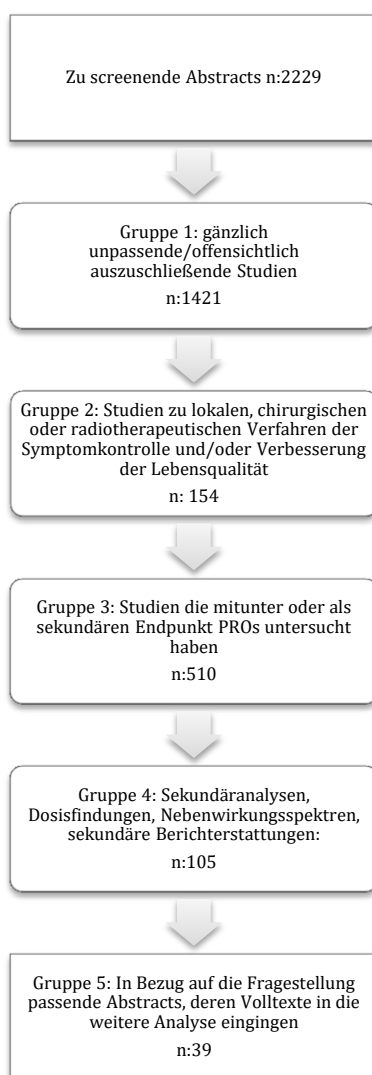 Zu screenende Abstracts n:2229
Gruppe 1: gänzlich
unpassende/offensichtlich
auszuschließende Studien
n:1421
Gruppe 2: Studien zu lokalen, chirurgischen
oder radiotherapeutischen Verfahren der
Symptomkontrolle und/oder Verbesserung
der Lebensqualität
n: 154
Gruppe 3: Studien die mitunter oder als
sekundären Endpunkt PROs untersucht
haben
n:510
Gruppe 4: Sekundäranalysen,
Dosisfindungen, Nebenwirkungsspektren,
sekundäre Berichterstattungen:
n:105
Gruppe 5: In Bezug auf die Fragestellung
passende Abstracts, deren Volltexte in die
weitere Analyse eingingen
n:39